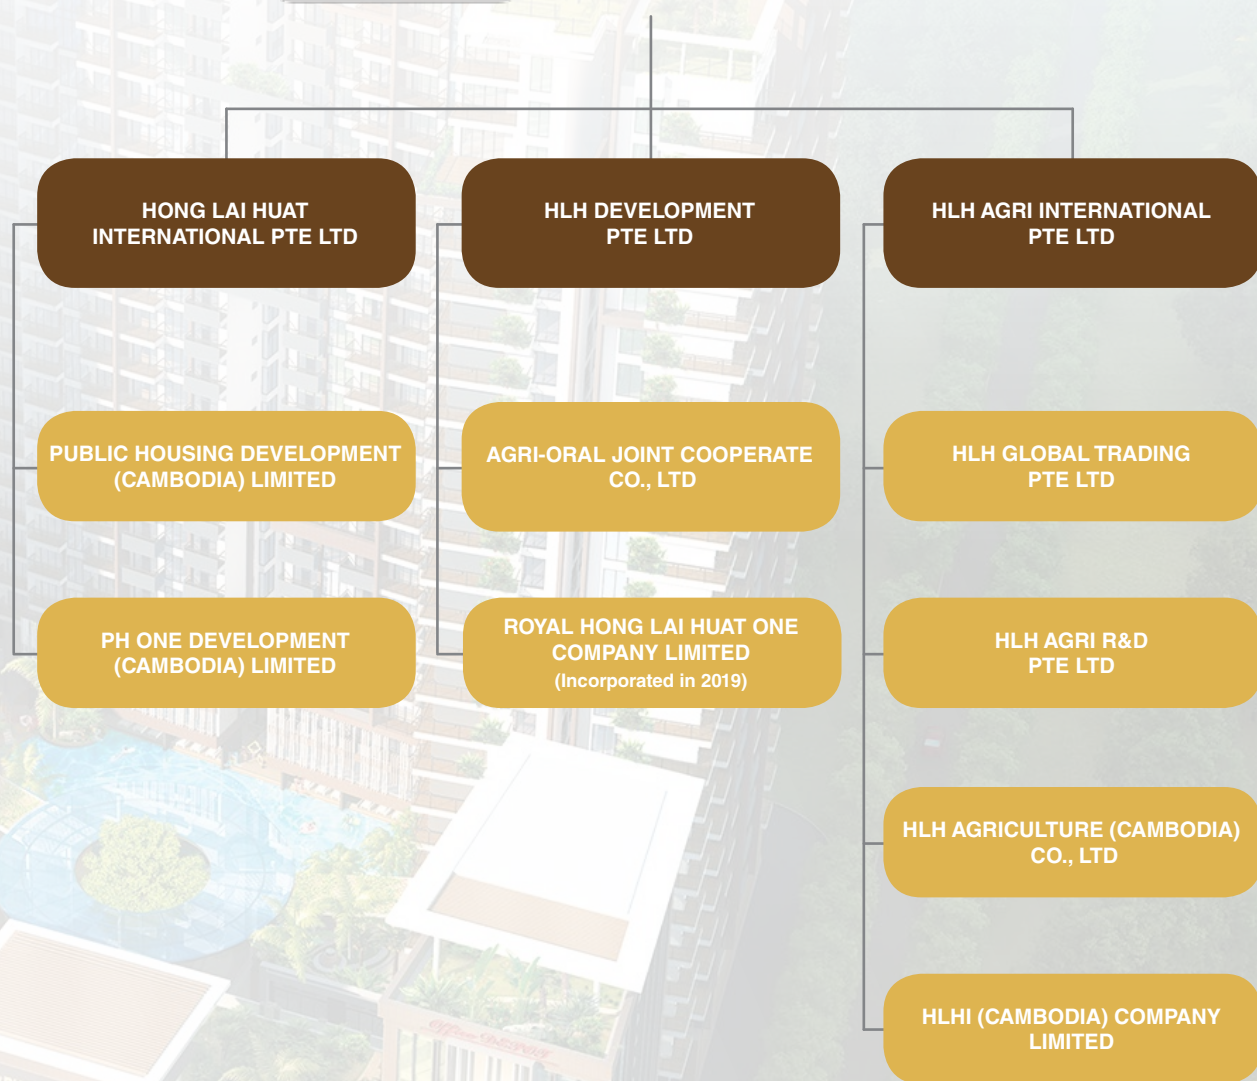 HONG LAI HUAT
INTERNATIONAL PTE LTD
HLH DEVELOPMENT
PTE LTD
HLH AGRI INTERNATIONAL
PTE LTD
PUBLIC HOUSING DEVELOPMENT
(CAMBODIA) LIMITED
AGRI-ORAL JOINT COOPERATE
CO., LTD
HLH GLOBAL TRADING
PTE LTD
PH ONE DEVELOPMENT
(CAMBODIA) LIMITED
ROYAL HONG LAI HUAT ONE
COMPANY LIMITED
(Incorporated in 2019)
HLH AGRI R&D
PTE LTD
HLH AGRICULTURE (CAMBODIA)
CO., LTD
HLHI (CAMBODIA) COMPANY
LIMITED